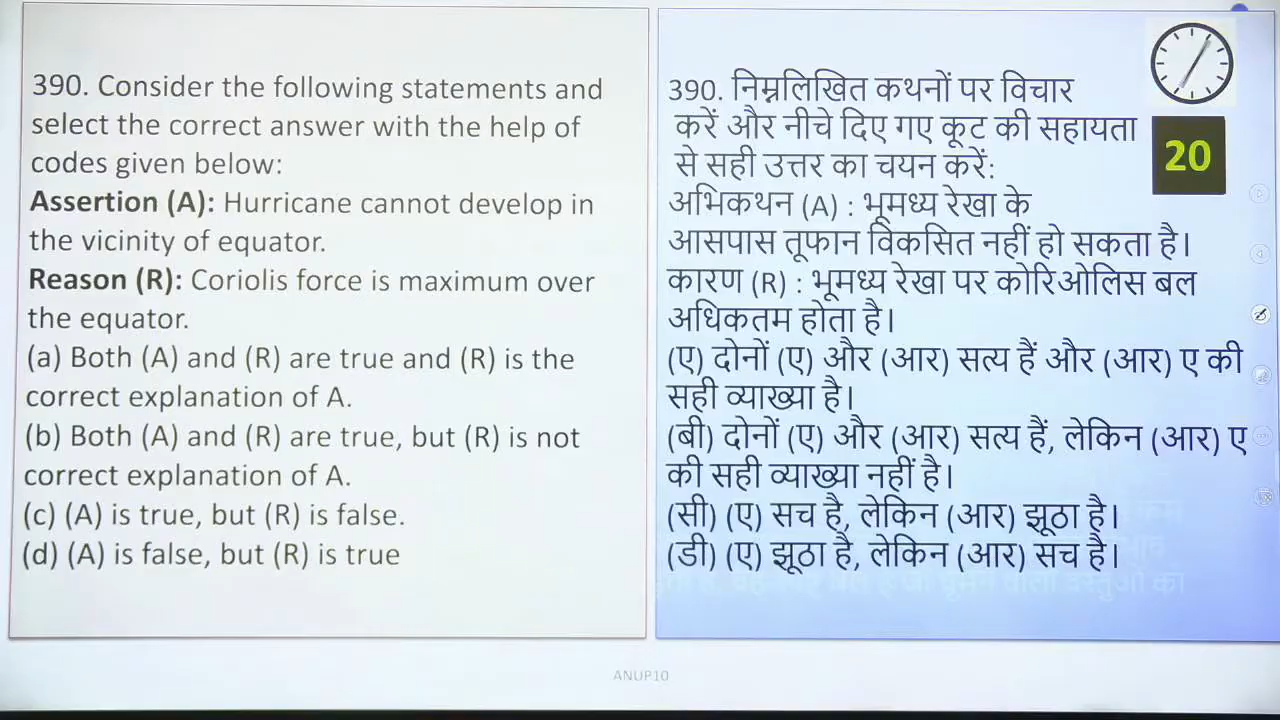 390. Consider the following statements and
select the correct answer with the help of
codes given below:
Assertion (A): Hurricane cannot develop in
the vicinity of equator.
Reason (R): Coriolis force is maximum over
the equator.
(a) Both (A) and (R) are true and (R) is the
correct explanation of A.
(b) Both (A) and (R) are true, but (R) is not
correct explanation of A.
(c) (A) is true, but (R) is false.
(d) (A) is false, but (R) is true
390. निम्नलिखित कथनों पर विचार
करें और नीचे दिए गए कूट की सहायता
से सही उत्तर का चयन करें:
अभिकथन (A) : भूमध्य रेखा के
आसपास तूफान विकसित नहीं हो सकता है।
कारण (R) : भूमध्य रेखा पर कोरिओलिस बल
अधिकतम होता है।
(ए) दोनों (ए) और (आर) सत्य हैं और (आर) ए की
सही व्याख्या है।
(बी) दोनों (ए) और (आर) सत्य हैं, लेकिन (आर) ए
की सही व्याख्या नहीं है।
(सी) (ए) सच है, लेकिन (आर) झूठा है।
(डी) (ए) झूठा है, लेकिन (आर) सच है।
20
ANUP10